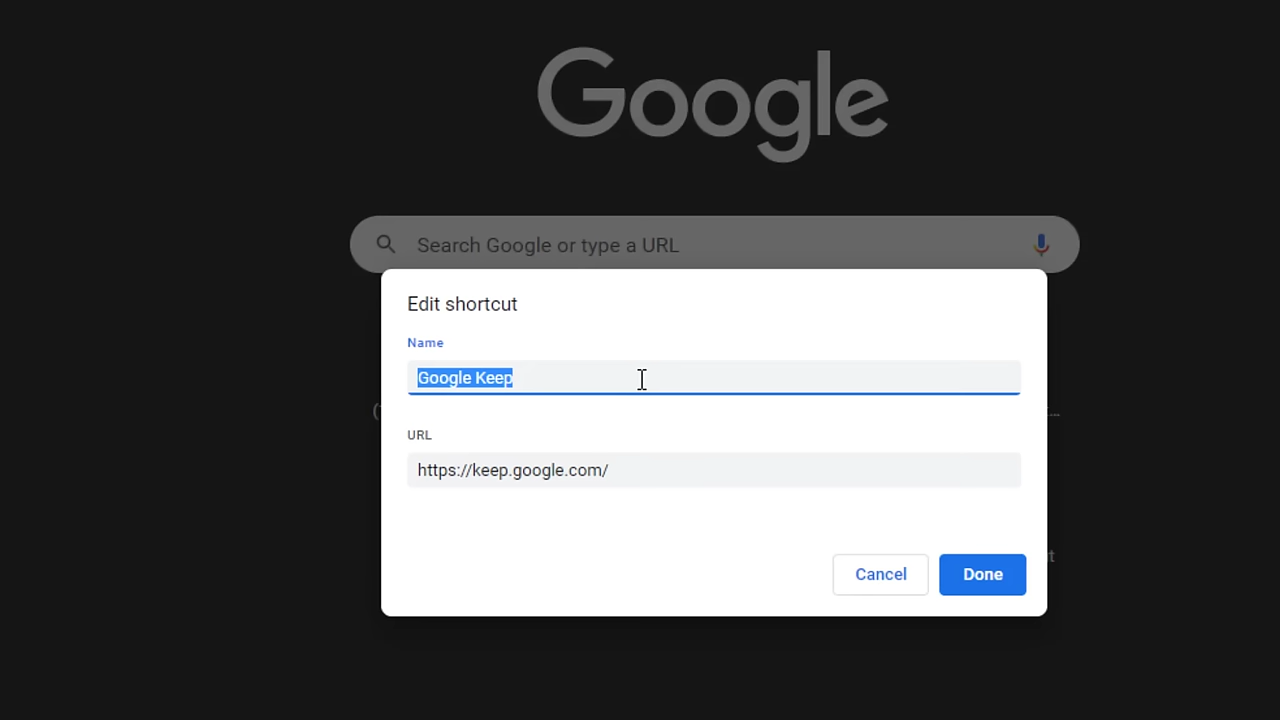 Google
Search Google or type a URL
Edit shortcut
Name
Google Keep
URL
https://keep.google.com/
Cancel
Done